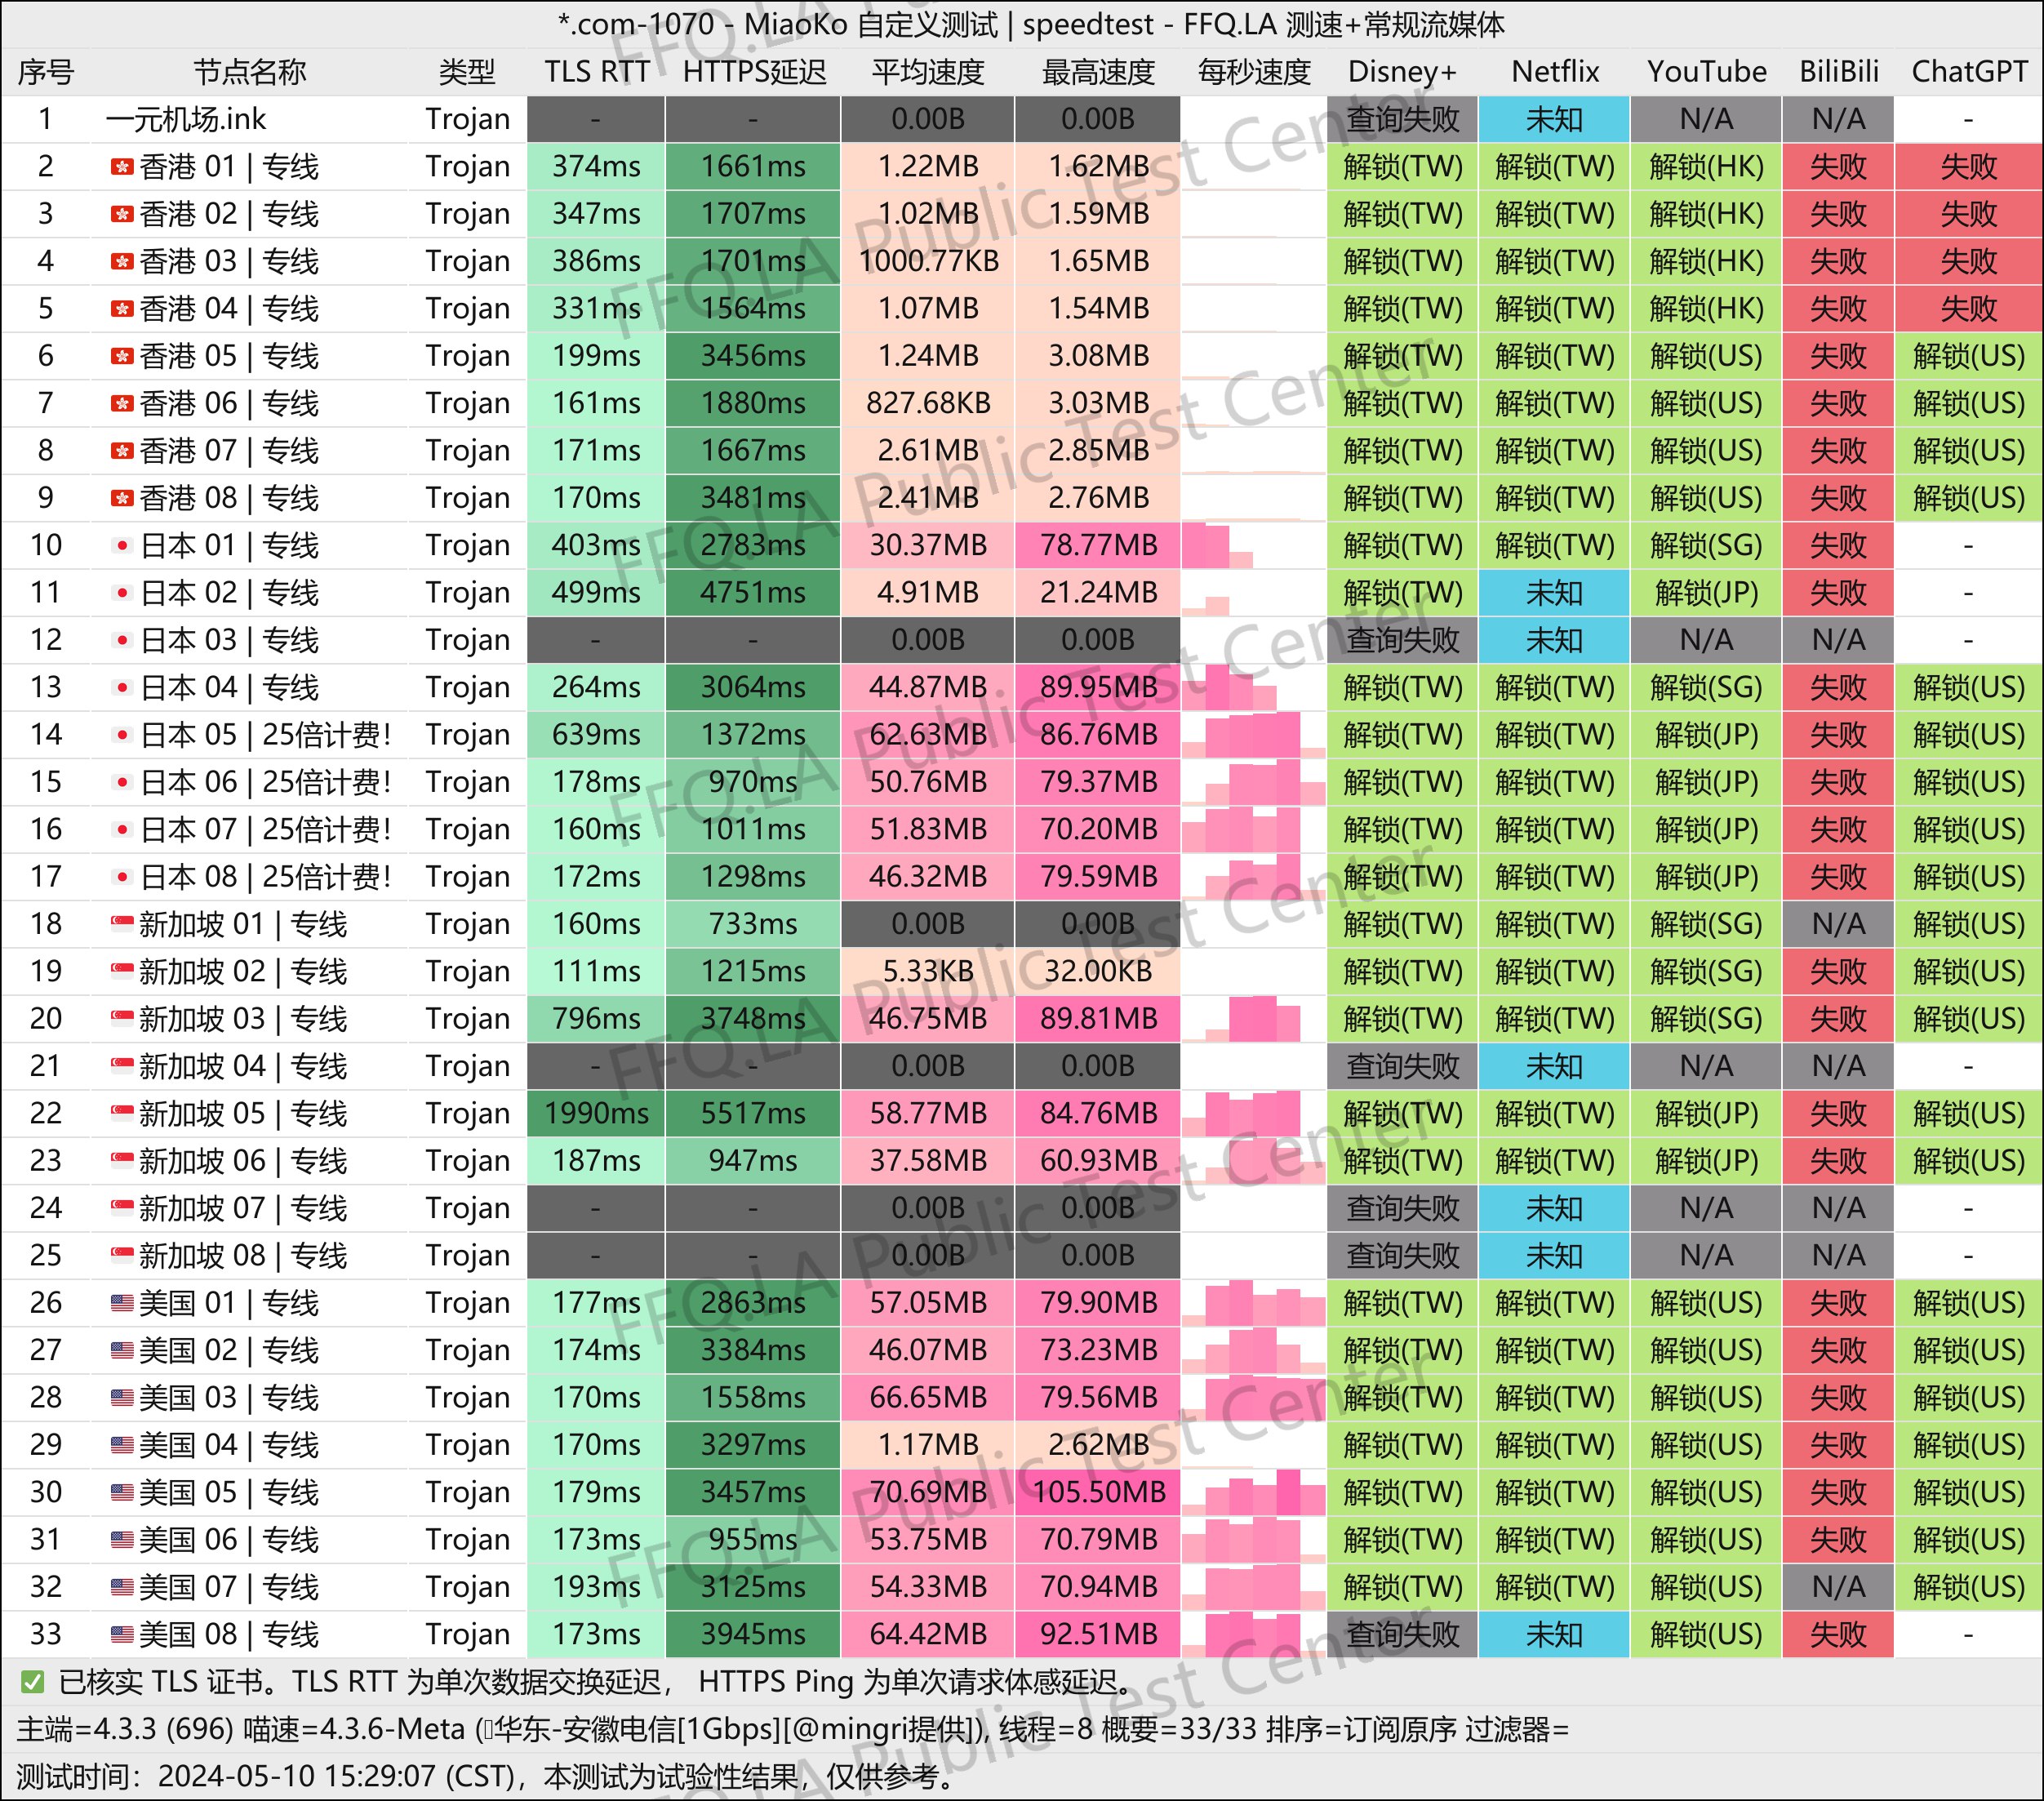 *.com-1070 - MiaoKo 自定义测试 | speedtest - FFQ.LA 测速+常规流媒体
序号 节点名称 类型 TLS RTT HTTPS延迟 平均速度 最高速度 每秒速度 Disney+ Netflix YouTube BiliBili ChatGPT
1 一元机场.ink Trojan - - 0.00B 0.00B 查询失败 未知 N/A N/A -
2 香港 01 | 专线 Trojan 374ms 1661ms 1.22MB 1.62MB 解锁(TW) 解锁(TW) 解锁(HK) 失败 失败
3 香港 02 | 专线 Trojan 347ms 1707ms 1.02MB 1.59MB 解锁(TW) 解锁(TW) 解锁(HK) 失败 失败
4 香港 03 | 专线 Trojan 386ms 1701ms 1000.77KB 1.65MB 解锁(TW) 解锁(TW) 解锁(HK) 失败 失败
5 香港 04 | 专线 Trojan 331ms 1564ms 1.07MB 1.54MB 解锁(TW) 解锁(TW) 解锁(HK) 失败 失败
6 香港 05 | 专线 Trojan 199ms 3456ms 1.24MB 3.08MB 解锁(TW) 解锁(TW) 解锁(US) 失败 解锁(US)
7 香港 06 | 专线 Trojan 161ms 1880ms 827.68KB 3.03MB 解锁(TW) 解锁(TW) 解锁(US) 失败 解锁(US)
8 香港 07 | 专线 Trojan 171ms 1667ms 2.61MB 2.85MB 解锁(TW) 解锁(TW) 解锁(US) 失败 解锁(US)
9 香港 08 | 专线 Trojan 170ms 3481ms 2.41MB 2.76MB 解锁(TW) 解锁(TW) 解锁(US) 失败 解锁(US)
10 日本 01 | 专线 Trojan 403ms 2783ms 30.37MB 78.77MB 解锁(TW) 解锁(TW) 解锁(SG) 失败 -
11 日本 02 | 专线 Trojan 499ms 4751ms 4.91MB 21.24MB 解锁(TW) 未知 解锁(JP) 失败 -
12 日本 03 | 专线 Trojan - - 0.00B 0.00B 查询失败 未知 N/A N/A -
13 日本 04 | 专线 Trojan 264ms 3064ms 44.87MB 89.95MB 解锁(TW) 解锁(TW) 解锁(SG) 失败 解锁(US)
14 日本 05 | 25倍计费! Trojan 639ms 1372ms 62.63MB 86.76MB 解锁(TW) 解锁(TW) 解锁(JP) 失败 解锁(US)
15 日本 06 | 25倍计费! Trojan 178ms 970ms 50.76MB 79.37MB 解锁(TW) 解锁(TW) 解锁(JP) 失败 解锁(US)
16 日本 07 | 25倍计费! Trojan 160ms 1011ms 51.83MB 70.20MB 解锁(TW) 解锁(TW) 解锁(JP) 失败 解锁(US)
17 日本 08 | 25倍计费! Trojan 172ms 1298ms 46.32MB 79.59MB 解锁(TW) 解锁(TW) 解锁(JP) 失败 解锁(US)
18 新加坡 01 | 专线 Trojan 160ms 733ms 0.00B 0.00B 解锁(TW) 解锁(TW) 解锁(SG) N/A 解锁(US)
19 新加坡 02 | 专线 Trojan 111ms 1215ms 5.33KB 32.00KB 解锁(TW) 解锁(TW) 解锁(SG) 失败 解锁(US)
20 新加坡 03 | 专线 Trojan 796ms 3748ms 46.75MB 89.81MB 解锁(TW) 解锁(TW) 解锁(SG) 失败 解锁(US)
21 新加坡 04 | 专线 Trojan - - 0.00B 0.00B 查询失败 未知 N/A N/A -
22 新加坡 05 | 专线 Trojan 1990ms 5517ms 58.77MB 84.76MB 解锁(TW) 解锁(TW) 解锁(JP) 失败 解锁(US)
23 新加坡 06 | 专线 Trojan 187ms 947ms 37.58MB 60.93MB 解锁(TW) 解锁(TW) 解锁(JP) 失败 解锁(US)
24 新加坡 07 | 专线 Trojan - - 0.00B 0.00B 查询失败 未知 N/A N/A -
25 新加坡 08 | 专线 Trojan - - 0.00B 0.00B 查询失败 未知 N/A N/A -
26 美国 01 | 专线 Trojan 177ms 2863ms 57.05MB 79.90MB 解锁(TW) 解锁(TW) 解锁(US) 失败 解锁(US)
27 美国 02 | 专线 Trojan 174ms 3384ms 46.07MB 73.23MB 解锁(TW) 解锁(TW) 解锁(US) 失败 解锁(US)
28 美国 03 | 专线 Trojan 170ms 1558ms 66.65MB 79.56MB 解锁(TW) 解锁(TW) 解锁(US) 失败 解锁(US)
29 美国 04 | 专线 Trojan 170ms 3297ms 1.17MB 2.62MB 解锁(TW) 解锁(TW) 解锁(US) 失败 解锁(US)
30 美国 05 | 专线 Trojan 179ms 3457ms 70.69MB 105.50MB 解锁(TW) 解锁(TW) 解锁(US) 失败 解锁(US)
31 美国 06 | 专线 Trojan 173ms 955ms 53.75MB 70.79MB 解锁(TW) 解锁(TW) 解锁(US) 失败 解锁(US)
32 美国 07 | 专线 Trojan 193ms 3125ms 54.33MB 70.94MB 解锁(TW) 解锁(TW) 解锁(US) N/A 解锁(US)
33 美国 08 | 专线 Trojan 173ms 3945ms 64.42MB 92.51MB 查询失败 未知 解锁(US) 失败 -
已核实 TLS 证书。TLS RTT 为单次数据交换延迟， HTTPS Ping 为单次请求体感延迟。
主端=4.3.3 (696) 喵速=4.3.6-Meta (华东-安徽电信[1Gbps][@mingri提供]), 线程=8 概要=33/33 排序=订阅原序 过滤器=
测试时间：2024-05-10 15:29:07 (CST)，本测试为试验性结果，仅供参考。
FFQ.LA Public Test Center